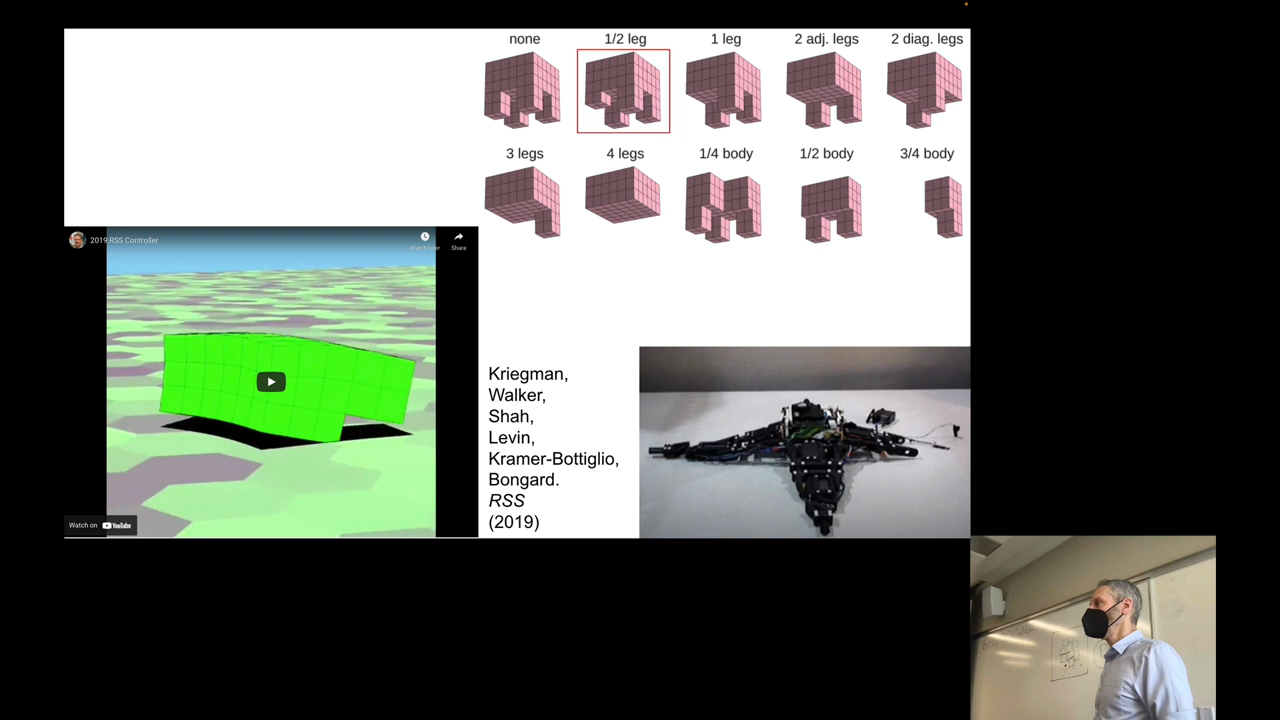 none
1/2 leg
1 leg
2 adj. legs
2 diag. legs
3 legs
4 legs
1/4 body
1/2 body
3/4 body
2019 RSS Controller
Watch later
Share
Watch on YouTube
Kriegman,
Walker,
Shah,
Levin,
Kramer-Bottiglio,
Bongard.
RSS
(2019)